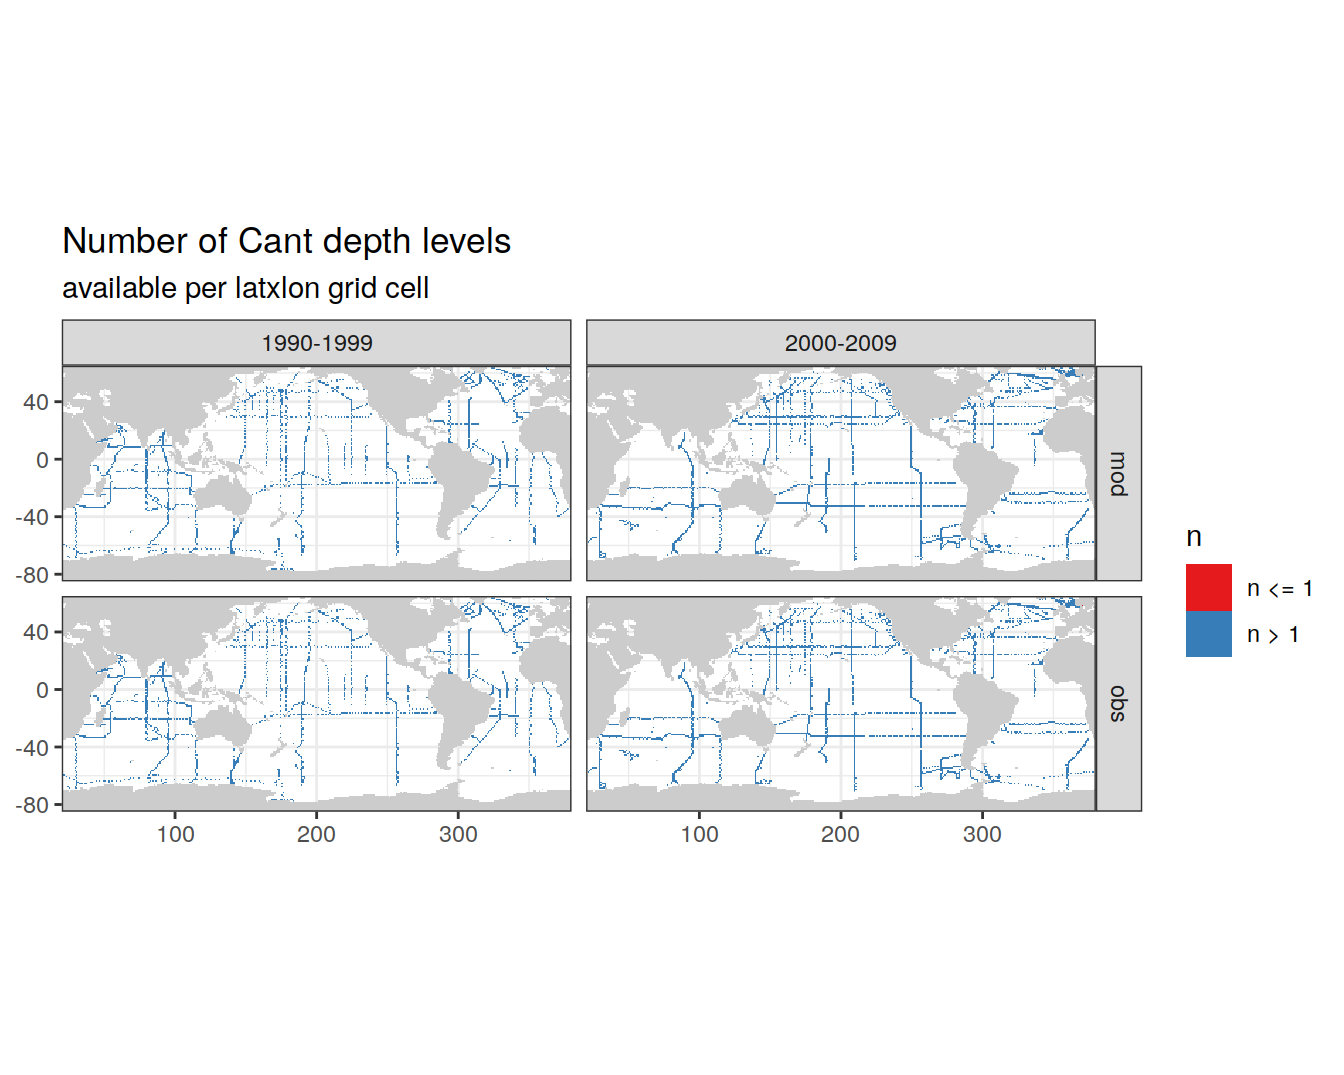 Number of Cant depth levels
available per latxlon grid cell
1990-1999
2000-2009
40
0
-40
-80
mod
40
0
-40
-80
obs
100
200
300
100
200
300
n
n <= 1
n > 1